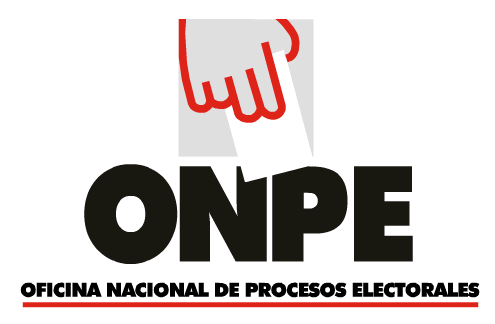 ONPE
OFICINA NACIONAL DE PROCESOS ELECTORALES